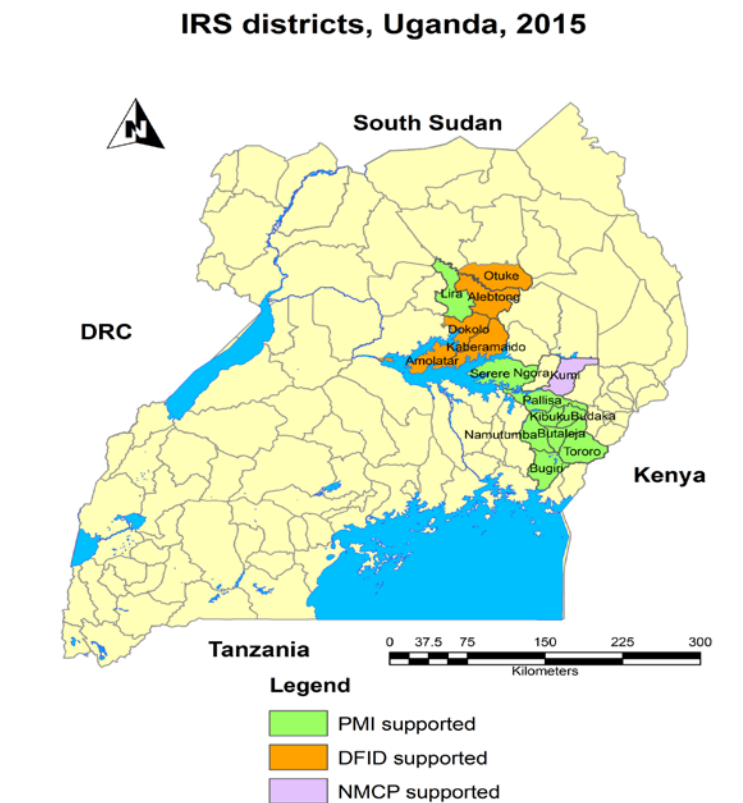 IRS districts, Uganda, 2015
N
South Sudan
Otuke
Lira
Alebtong
DRC
Dokolo
Kaberamaido
Amolatar
Serere Ngora Kumi
Pallisa
Kibuku Budaka
Namutumba Butaleja
Tororo
Bugiri
Kenya
Tanzania
0 37.5 75 150 225 300
Kilometers
Legend
PMI supported
DFID supported
NMCP supported